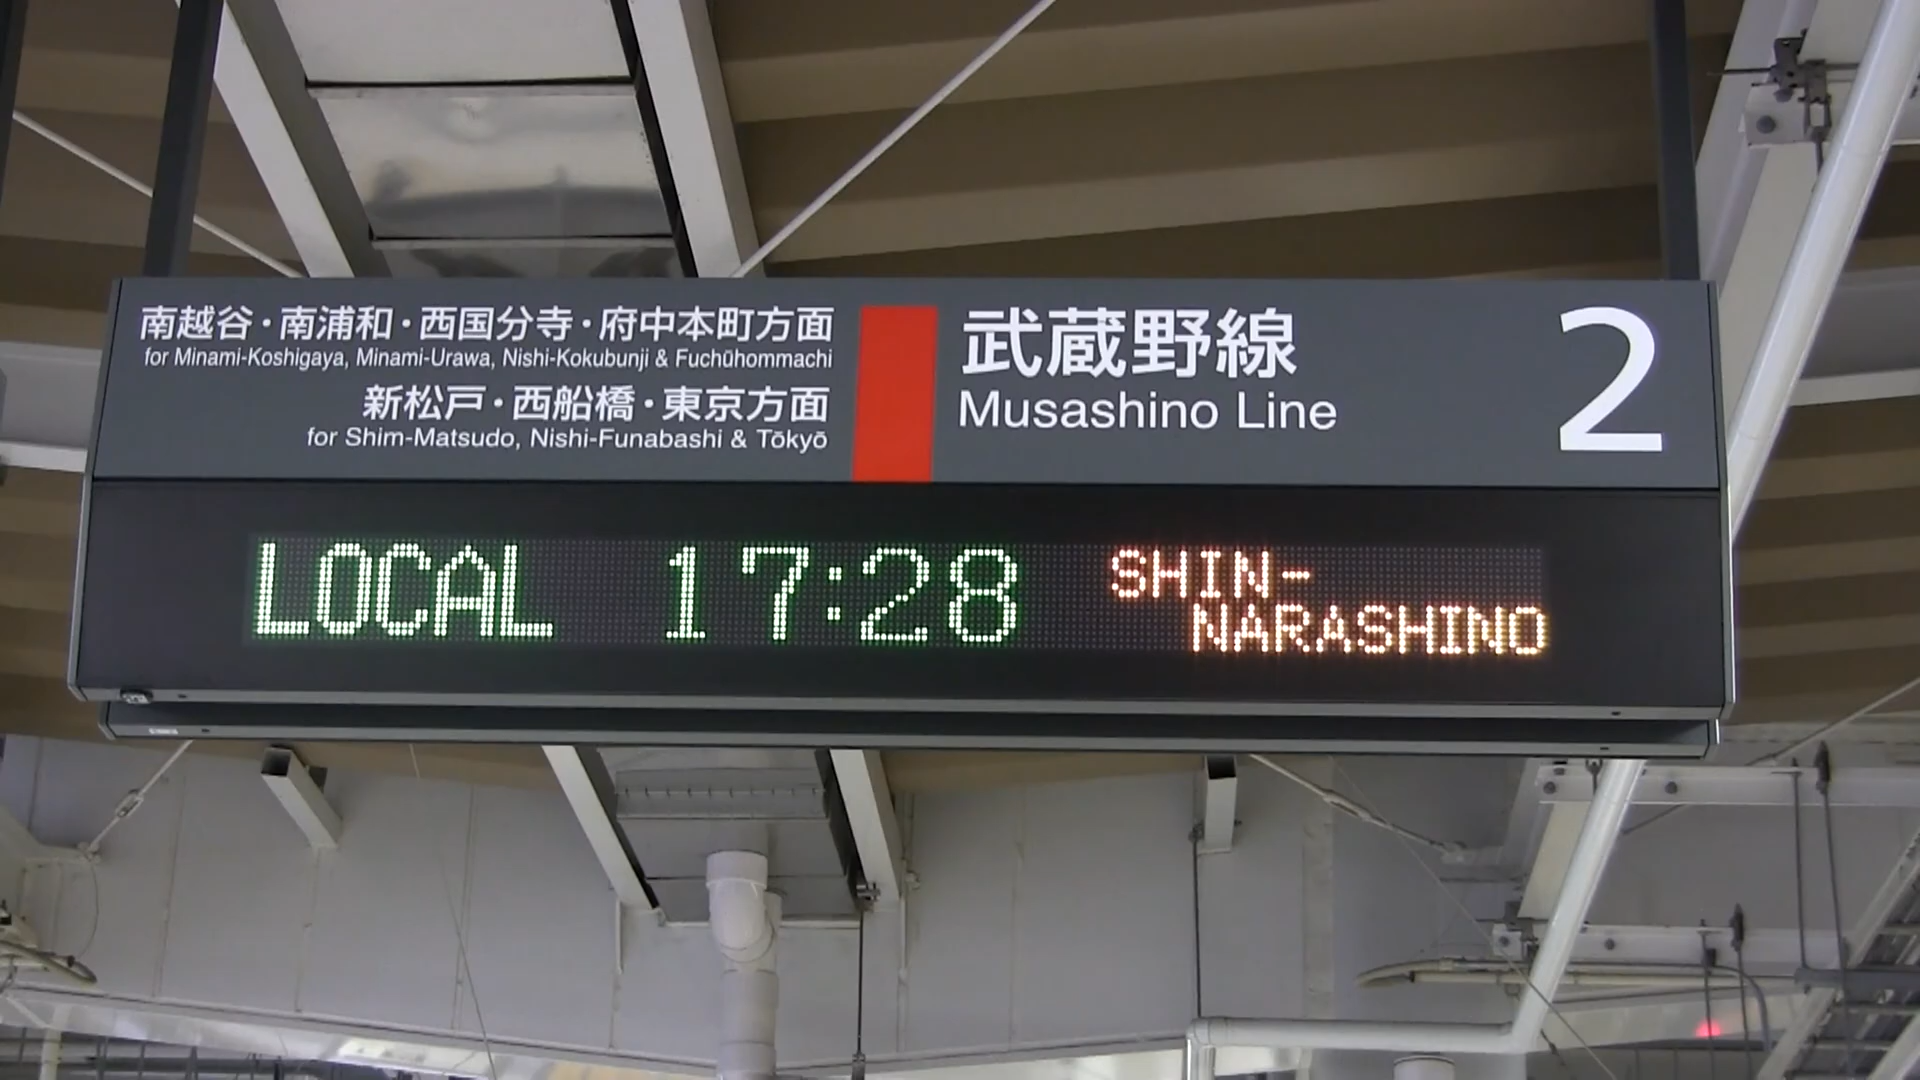 南越谷・南浦和・西国分寺・府中本町方面
for Minami-Koshigaya, Minami-Urawa, Nishi-Kokubunji & Fuchūhommachi
新松戸・西船橋・東京方面
for Shim-Matsudo, Nishi-Funabashi & Tōkyō
武蔵野線
Musashino Line
2
LOCAL 17:28 SHIN-
NARASHINO